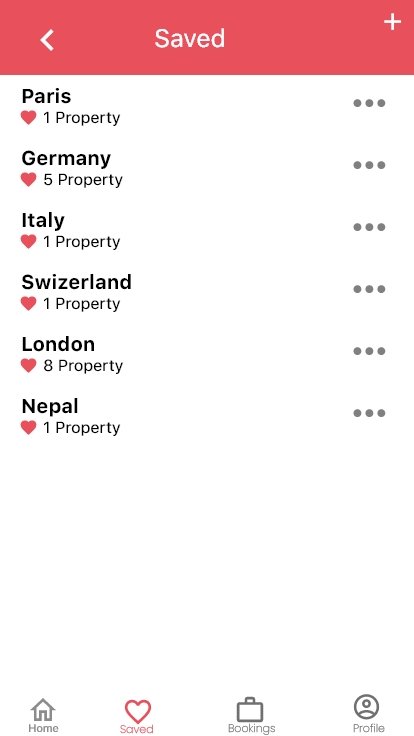 Saved
Paris
1 Property
Germany
5 Property
Italy
1 Property
Swizerland
1 Property
London
8 Property
Nepal
1 Property
Home
Saved
Bookings
Profile